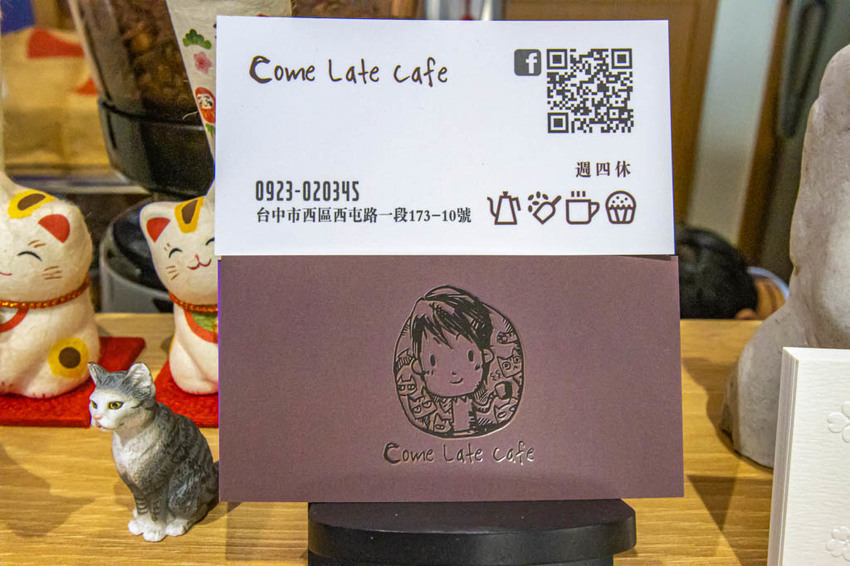 Come Late Cafe
f
週四休
0923-020345
台中市西區西屯路一段173-10號
Come Late Cafe